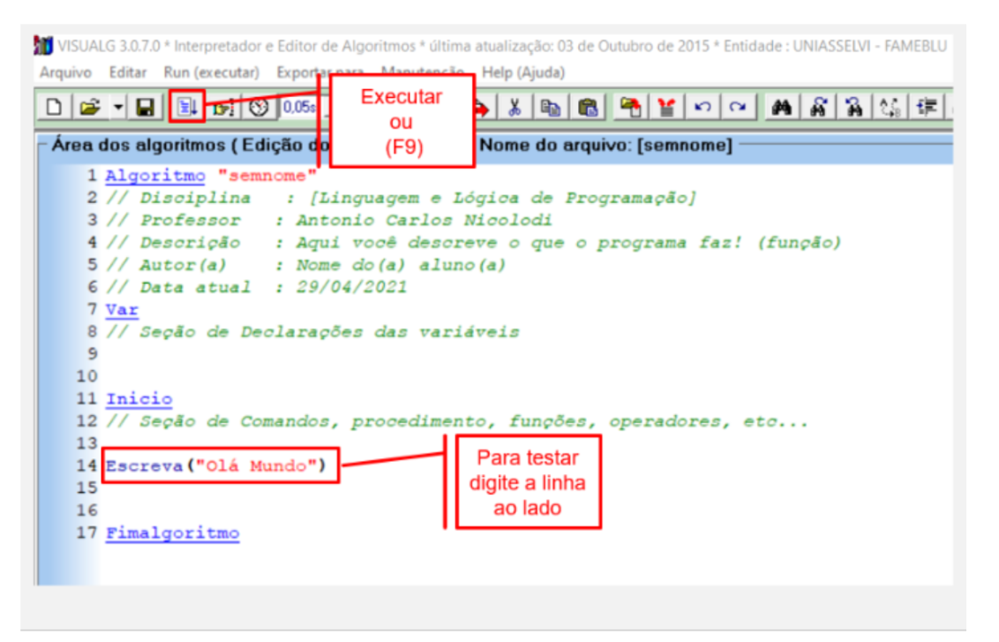 VISUALG 3.0.7.0 * Interpretador e Editor de Algoritmos * última atualização: 03 de Outubro de 2015 * Entidade : UNIASSELVI - FAMEBLU
Arquivo Editar Run (executar) Exportar para Manutenção Help (Ajuda)
0,05s
Executar
ou
(F9)
Área dos algoritmos ( Edição do Nome do arquivo: [semnome]
1 Algoritmo "semnome"
2 // Disciplina : [Linguagem e Lógica de Programação]
3 // Professor : Antonio Carlos Nicolodi
4 // Descrição : Aqui você descreve o que o programa faz! (função)
5 // Autor(a) : Nome do(a) aluno(a)
6 // Data atual : 29/04/2021
7 Var
8 // Seção de Declarações das variáveis
9
10
11 Inicio
12 // Seção de Comandos, procedimento, funções, operadores, etc...
13
14 Escreva("Olá Mundo")
15
16
17 Fimalgoritmo
Para testar
digite a linha
ao lado